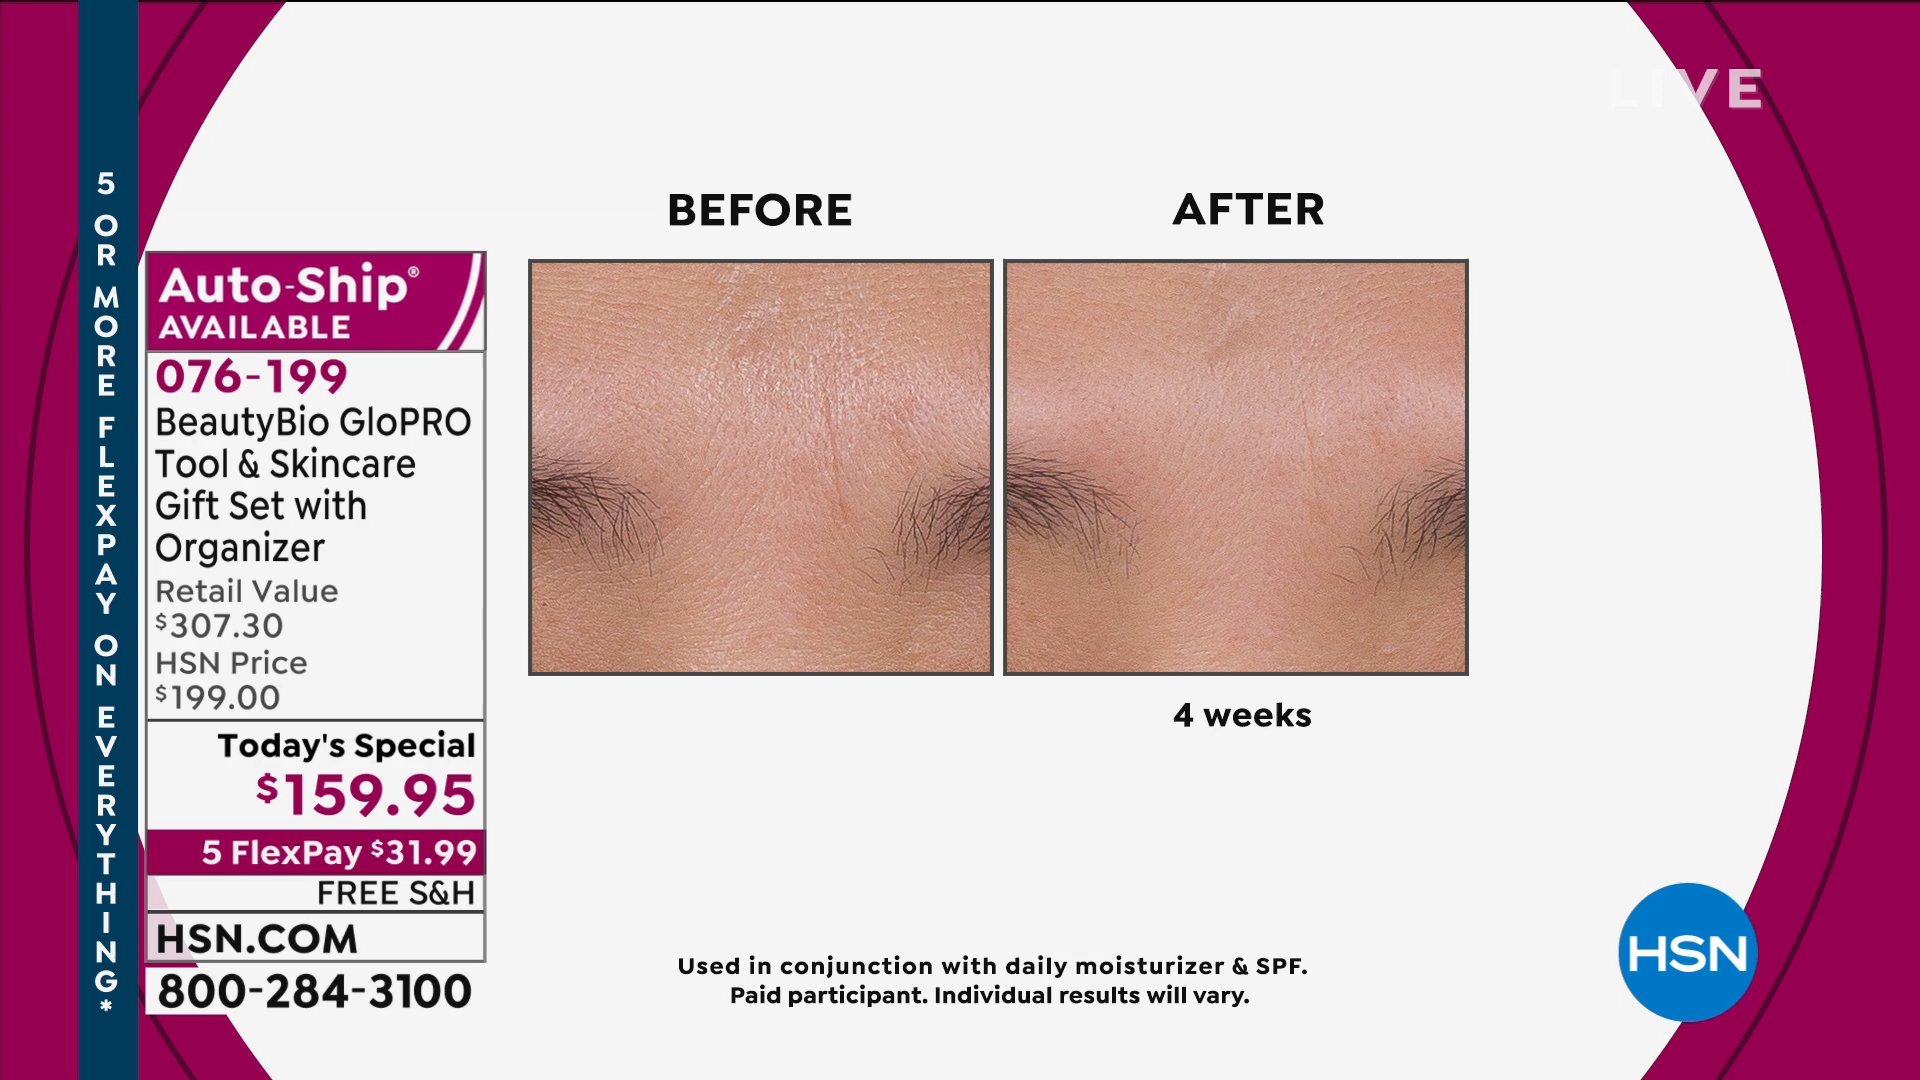 LIVE
5 OR MORE FLEXPAY ON EVERYTHING*
BEFORE
AFTER
4 weeks
Auto-Ship®
AVAILABLE
076-199
BeautyBio GloPRO
Tool & Skincare
Gift Set with
Organizer
Retail Value
$307.30
HSN Price
$199.00
Today's Special
$159.95
5 FlexPay $31.99
FREE S&H
HSN.COM
800-284-3100
Used in conjunction with daily moisturizer & SPF.
Paid participant. Individual results will vary.
HSN